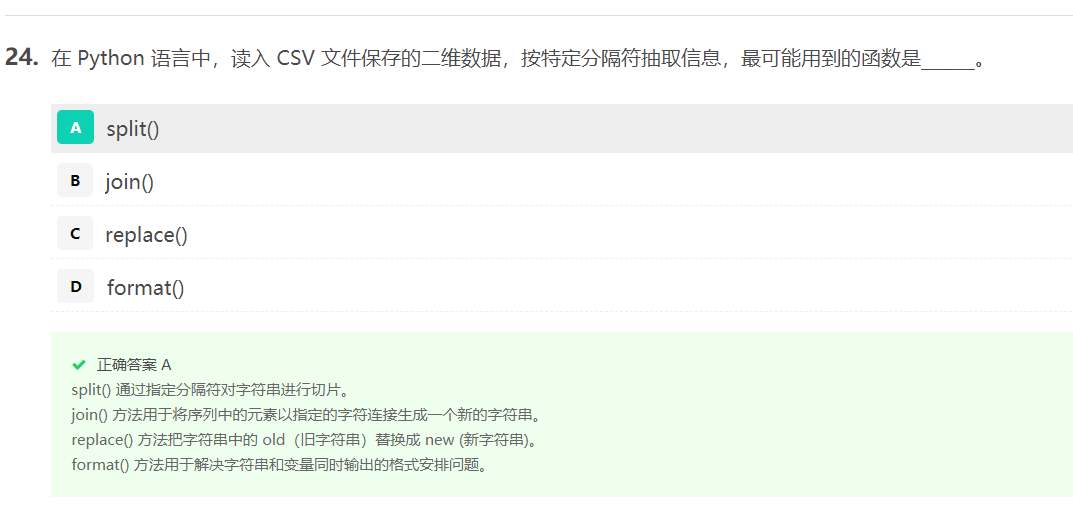 24. 在 Python 语言中，读入 CSV 文件保存的二维数据，按特定分隔符抽取信息，最可能用到的函数是______。
A split()
B join()
C replace()
D format()
正确答案 A
split() 通过指定分隔符对字符串进行切片。
join() 方法用于将序列中的元素以指定的字符连接生成一个新的字符串。
replace() 方法把字符串中的 old（旧字符串）替换成 new (新字符串)。
format() 方法用于解决字符串和变量同时输出的格式安排问题。